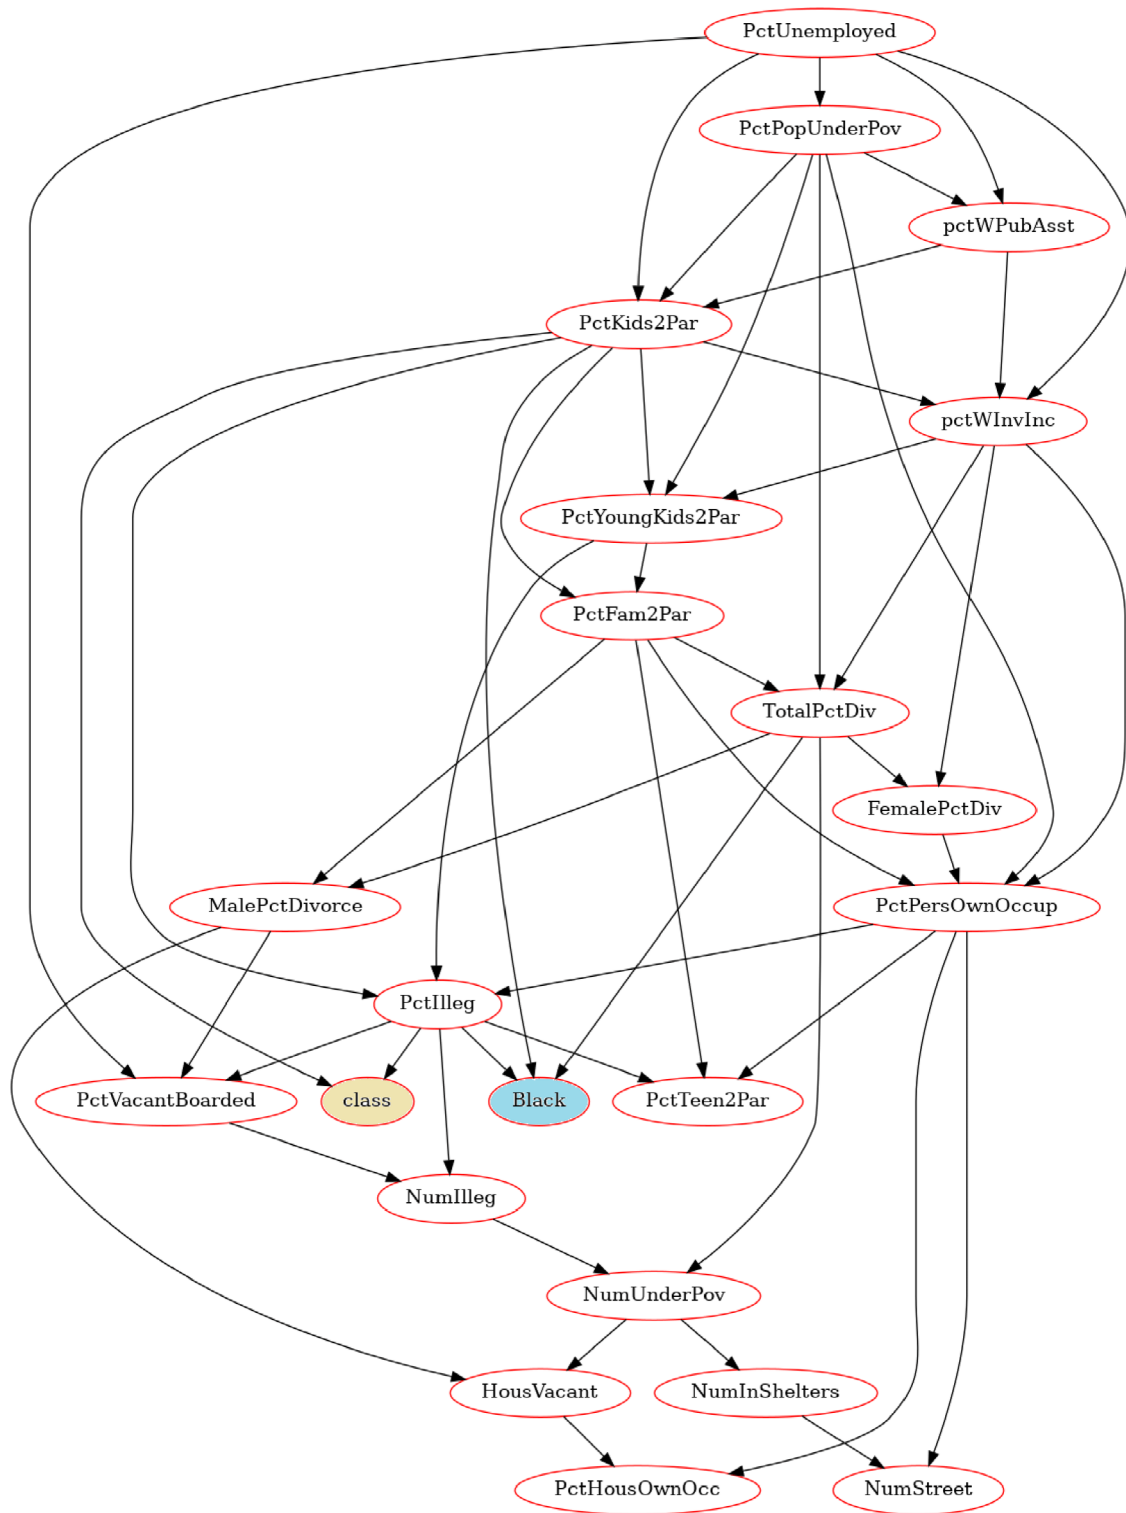 PctUnemployed
PctPopUnderPov
pctWPubAsst
PctKids2Par
pctWInvInc
PctYoungKids2Par
PctFam2Par
TotalPctDiv
FemalePctDiv
MalePctDivorce
PctPersOwnOccup
PctIlleg
PctVacantBoarded
class
Black
PctTeen2Par
NumIlleg
NumUnderPov
HousVacant
NumInShelters
PctHousOwnOcc
NumStreet